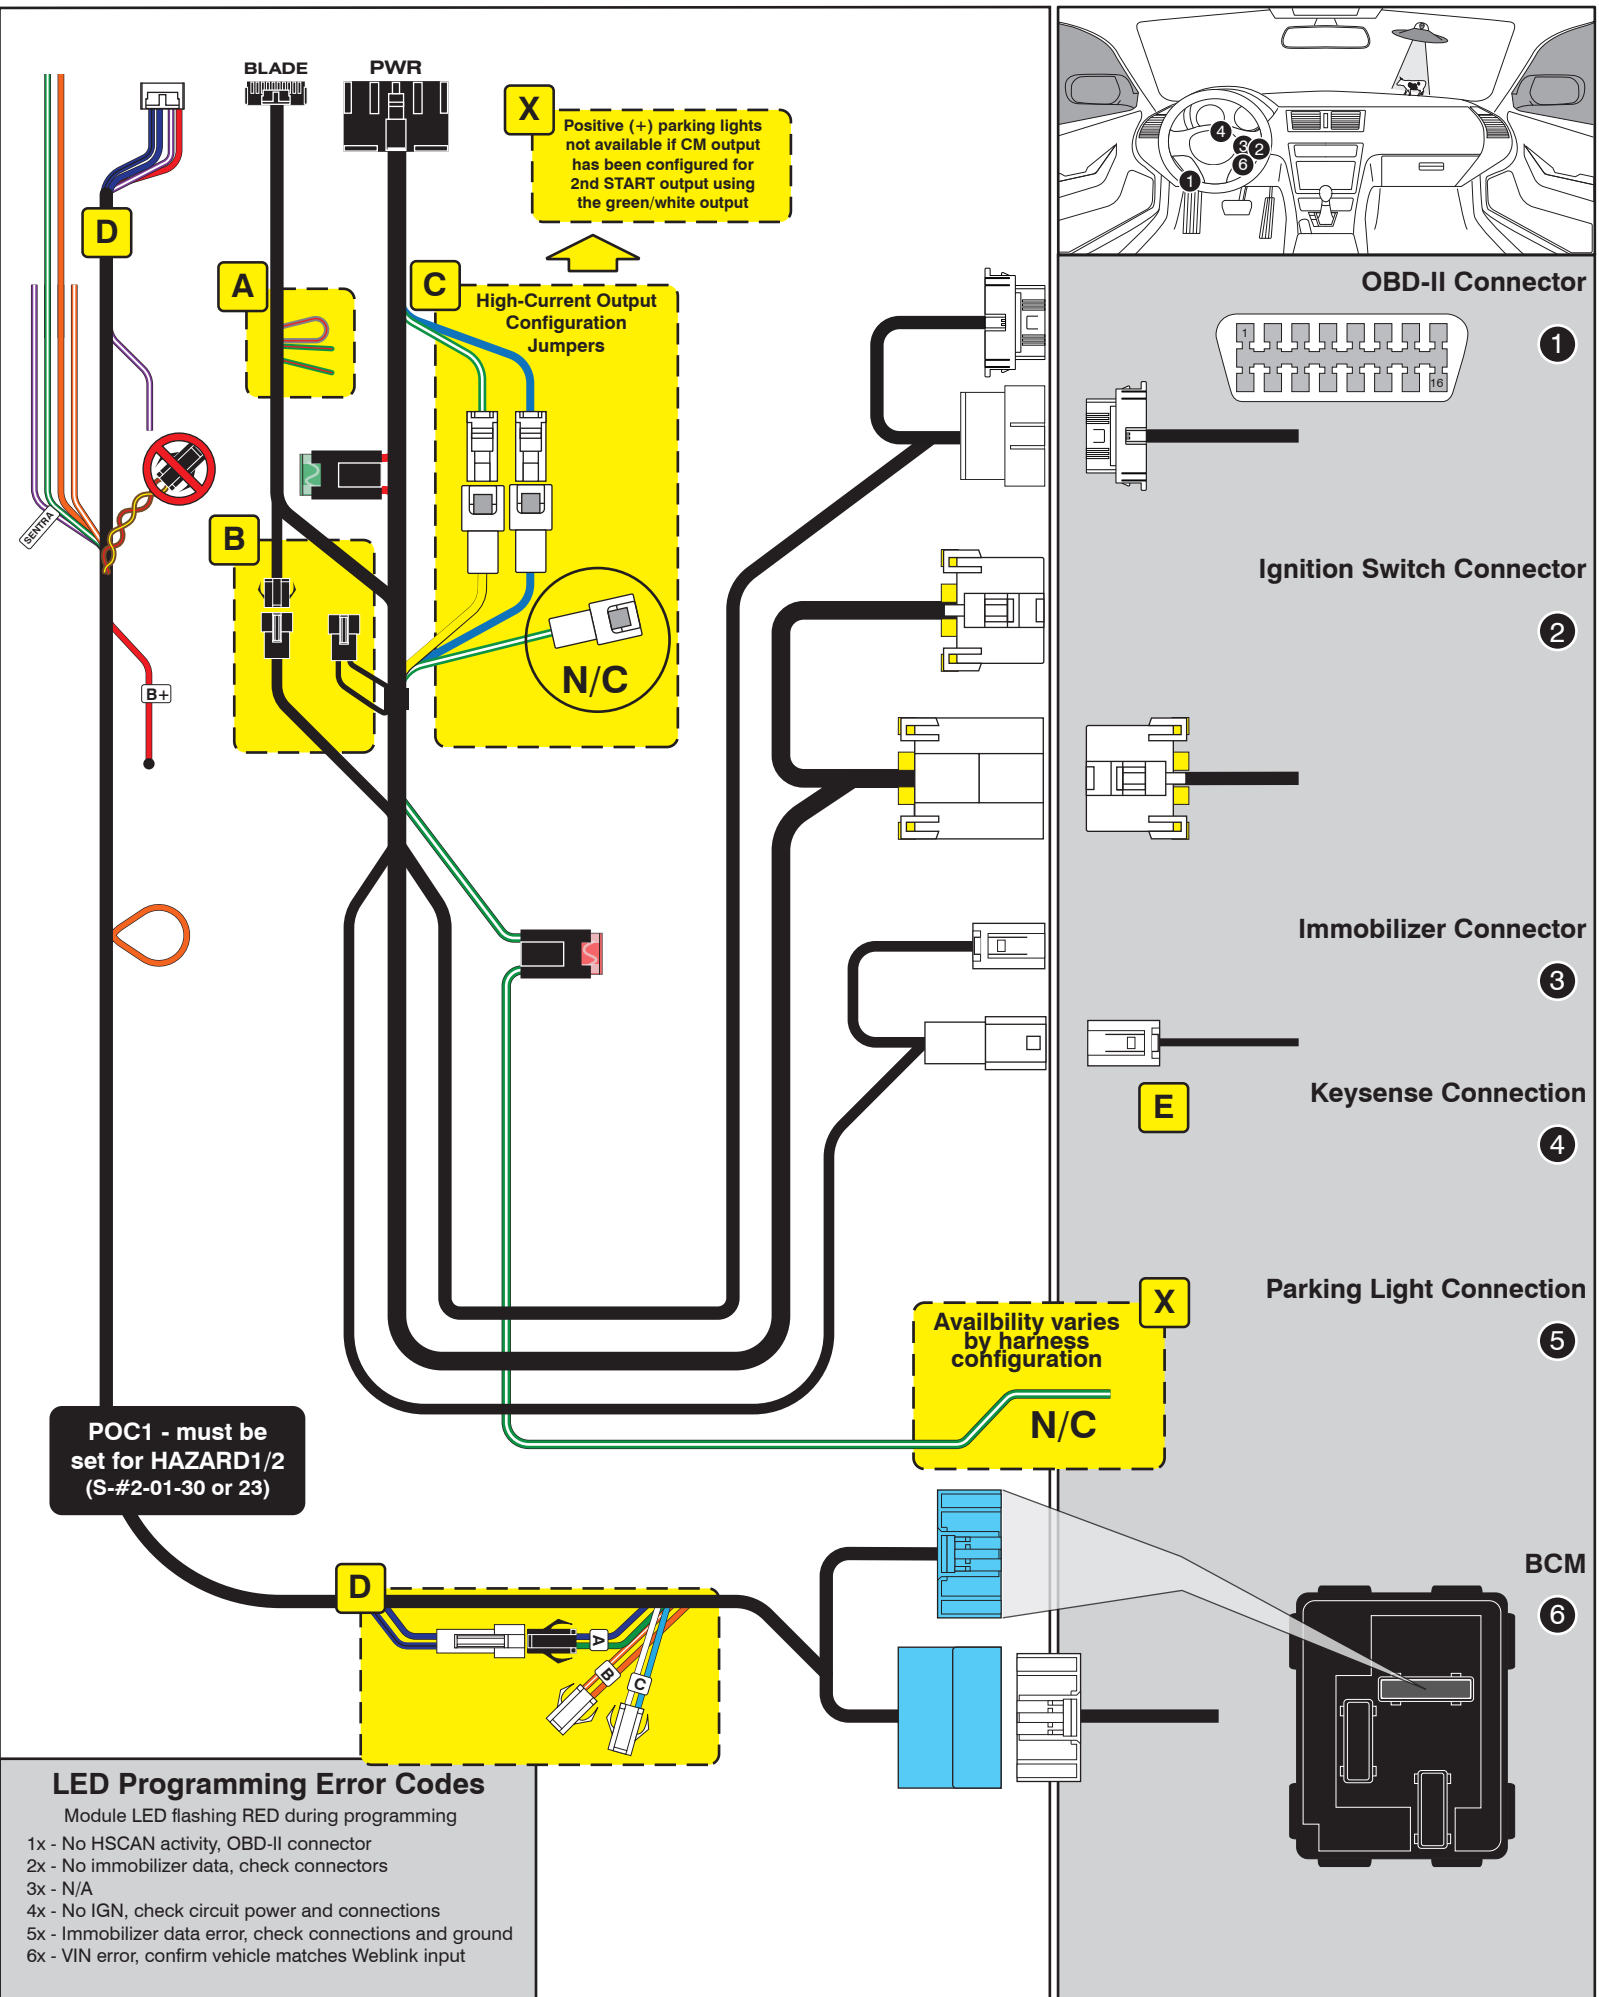 BLADE
PWR
X
Positive (+) parking lights
not available if CM output
has been configured for
2nd START output using
the green/white output
4
3
2
6
1
D
A
C
High-Current Output
Configuration
Jumpers
OBD-II Connector
1
1
16
SENTRA
B
Ignition Switch Connector
2
N/C
B+
Immobilizer Connector
3
E
Keysense Connection
4
X
Parking Light Connection
5
Availbility varies
by harness
configuration
N/C
POC1 - must be
set for HAZARD1/2
(S-#2-01-30 or 23)
D
A
B
C
BCM
6
LED Programming Error Codes
Module LED flashing RED during programming
1x - No HSCAN activity, OBD-II connector
2x - No immobilizer data, check connectors
3x - N/A
4x - No IGN, check circuit power and connections
5x - Immobilizer data error, check connections and ground
6x - VIN error, confirm vehicle matches Weblink input